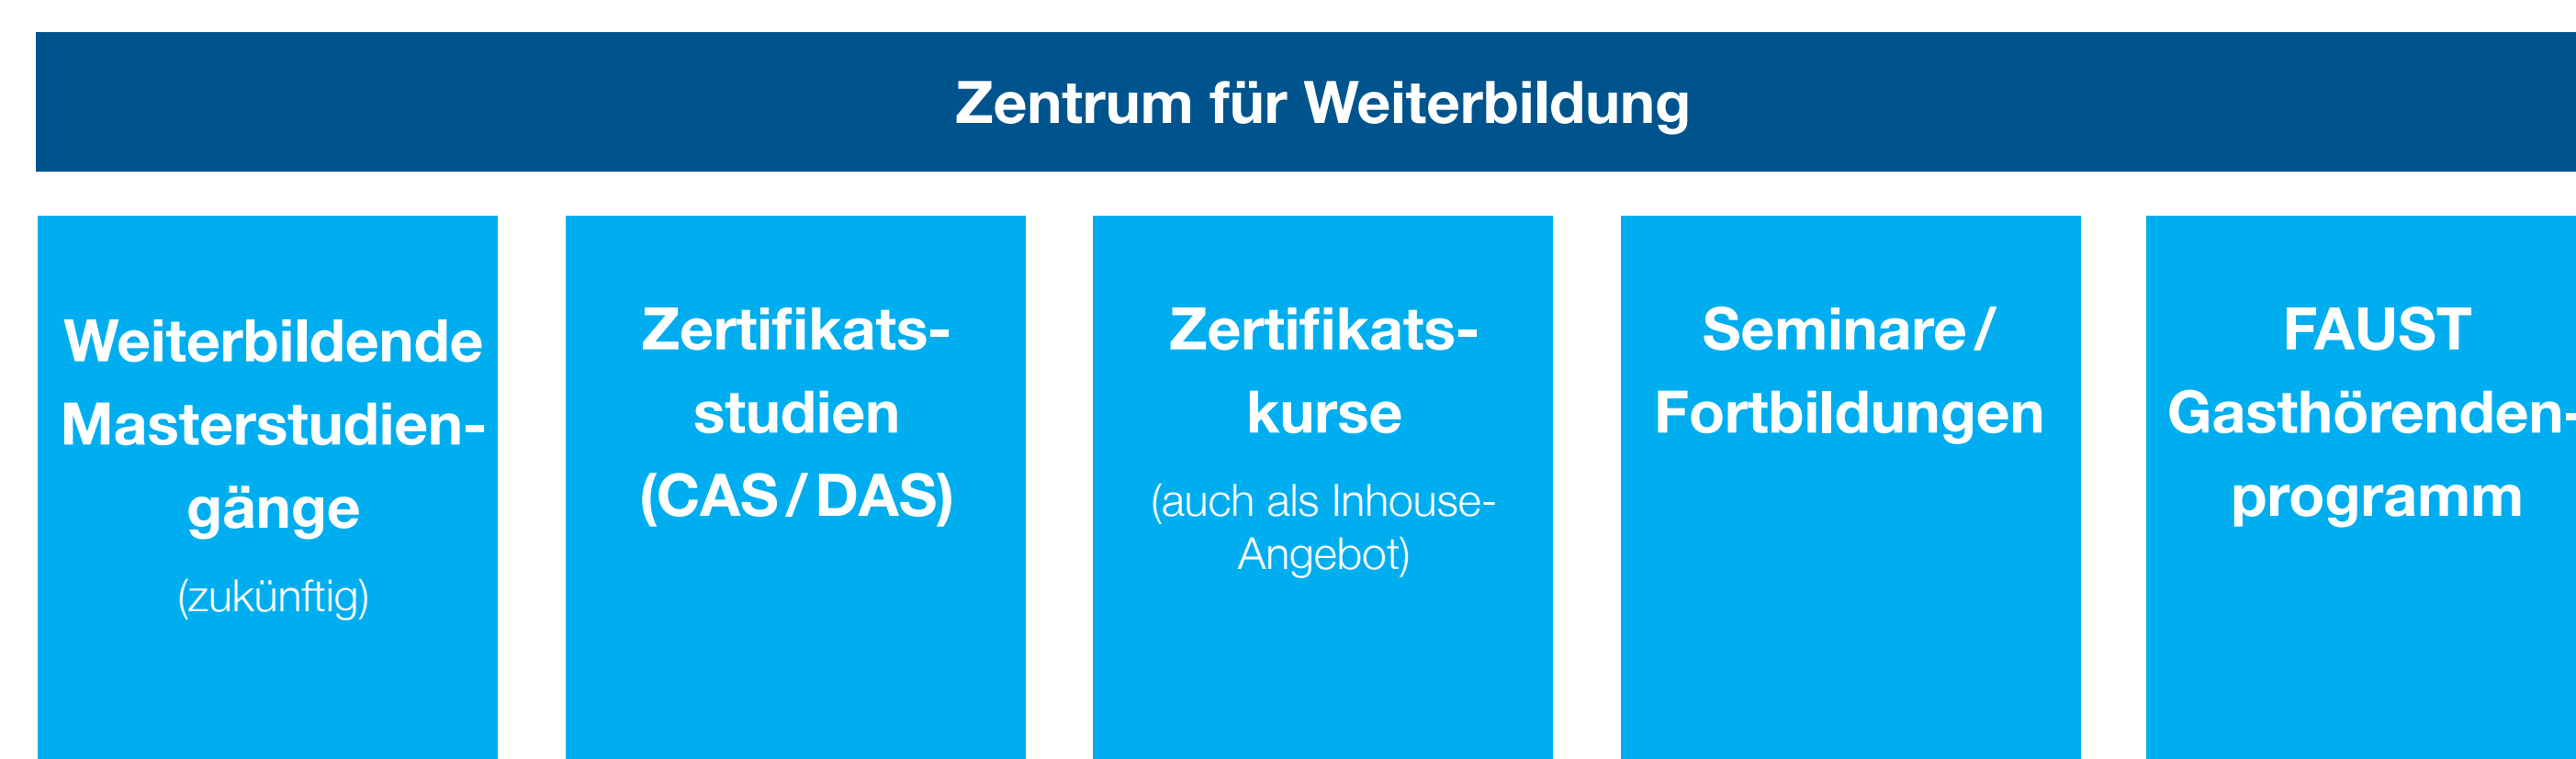 Zentrum für Weiterbildung
Weiterbildende
Masterstudien-
gänge
(zukünftig)
Zertifikats-
studien
(CAS / DAS)
Zertifikats-
kurse
(auch als Inhouse-
Angebot)
Seminare /
Fortbildungen
FAUST
Gasthörenden-
programm